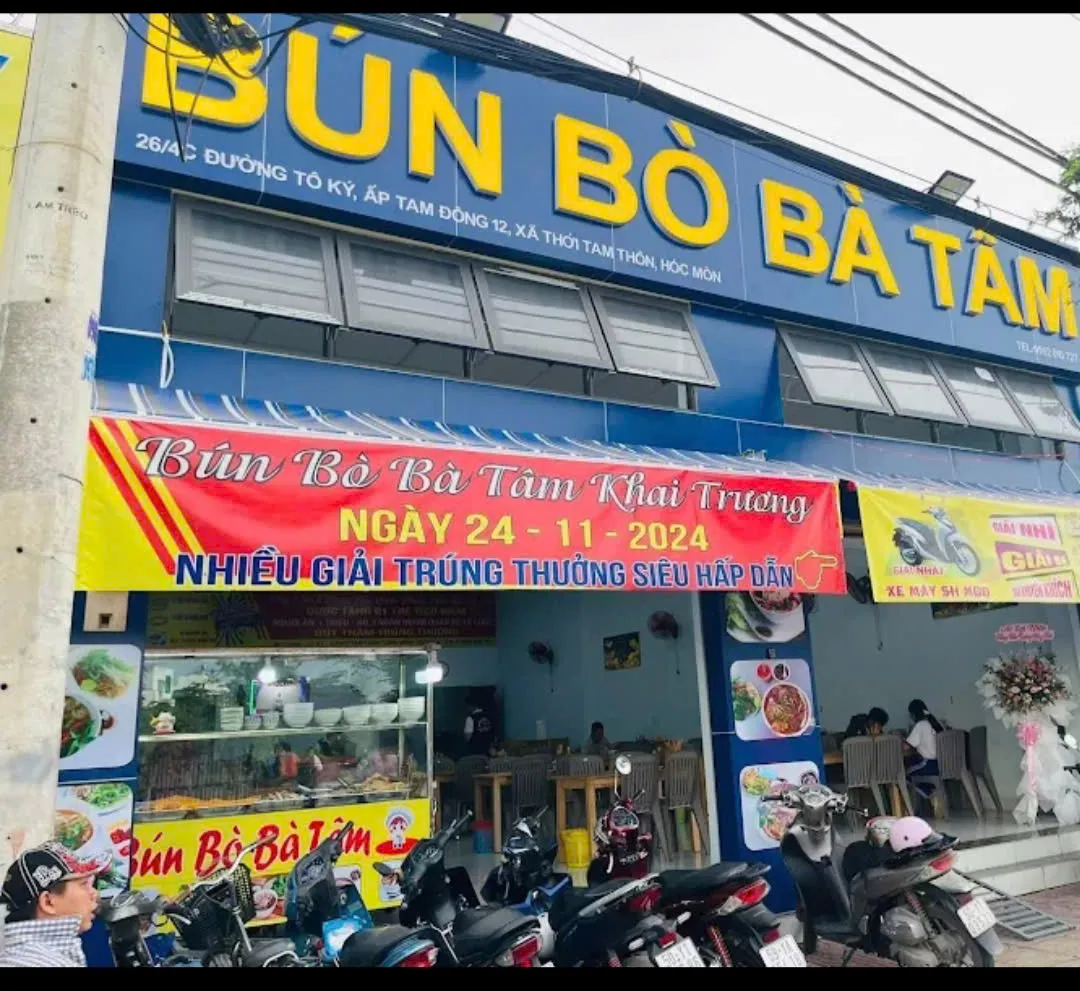 BÚN BÒ BÀ TÂM
26/4C ĐƯỜNG TÔ KÝ, ẤP TAM ĐÔNG 12, XÃ THỚI TAM THÔN, HÓC MÔN
Bún Bò Bà Tâm Khai Trương
NGÀY 24 - 11 - 2024
NHIỀU GIẢI TRÚNG THƯỞNG SIÊU HẤP DẪN
GIẢI NHÌ
GIẢI NHẤT
XE MÁY SH MODE
Bún Bò Bà Tâm